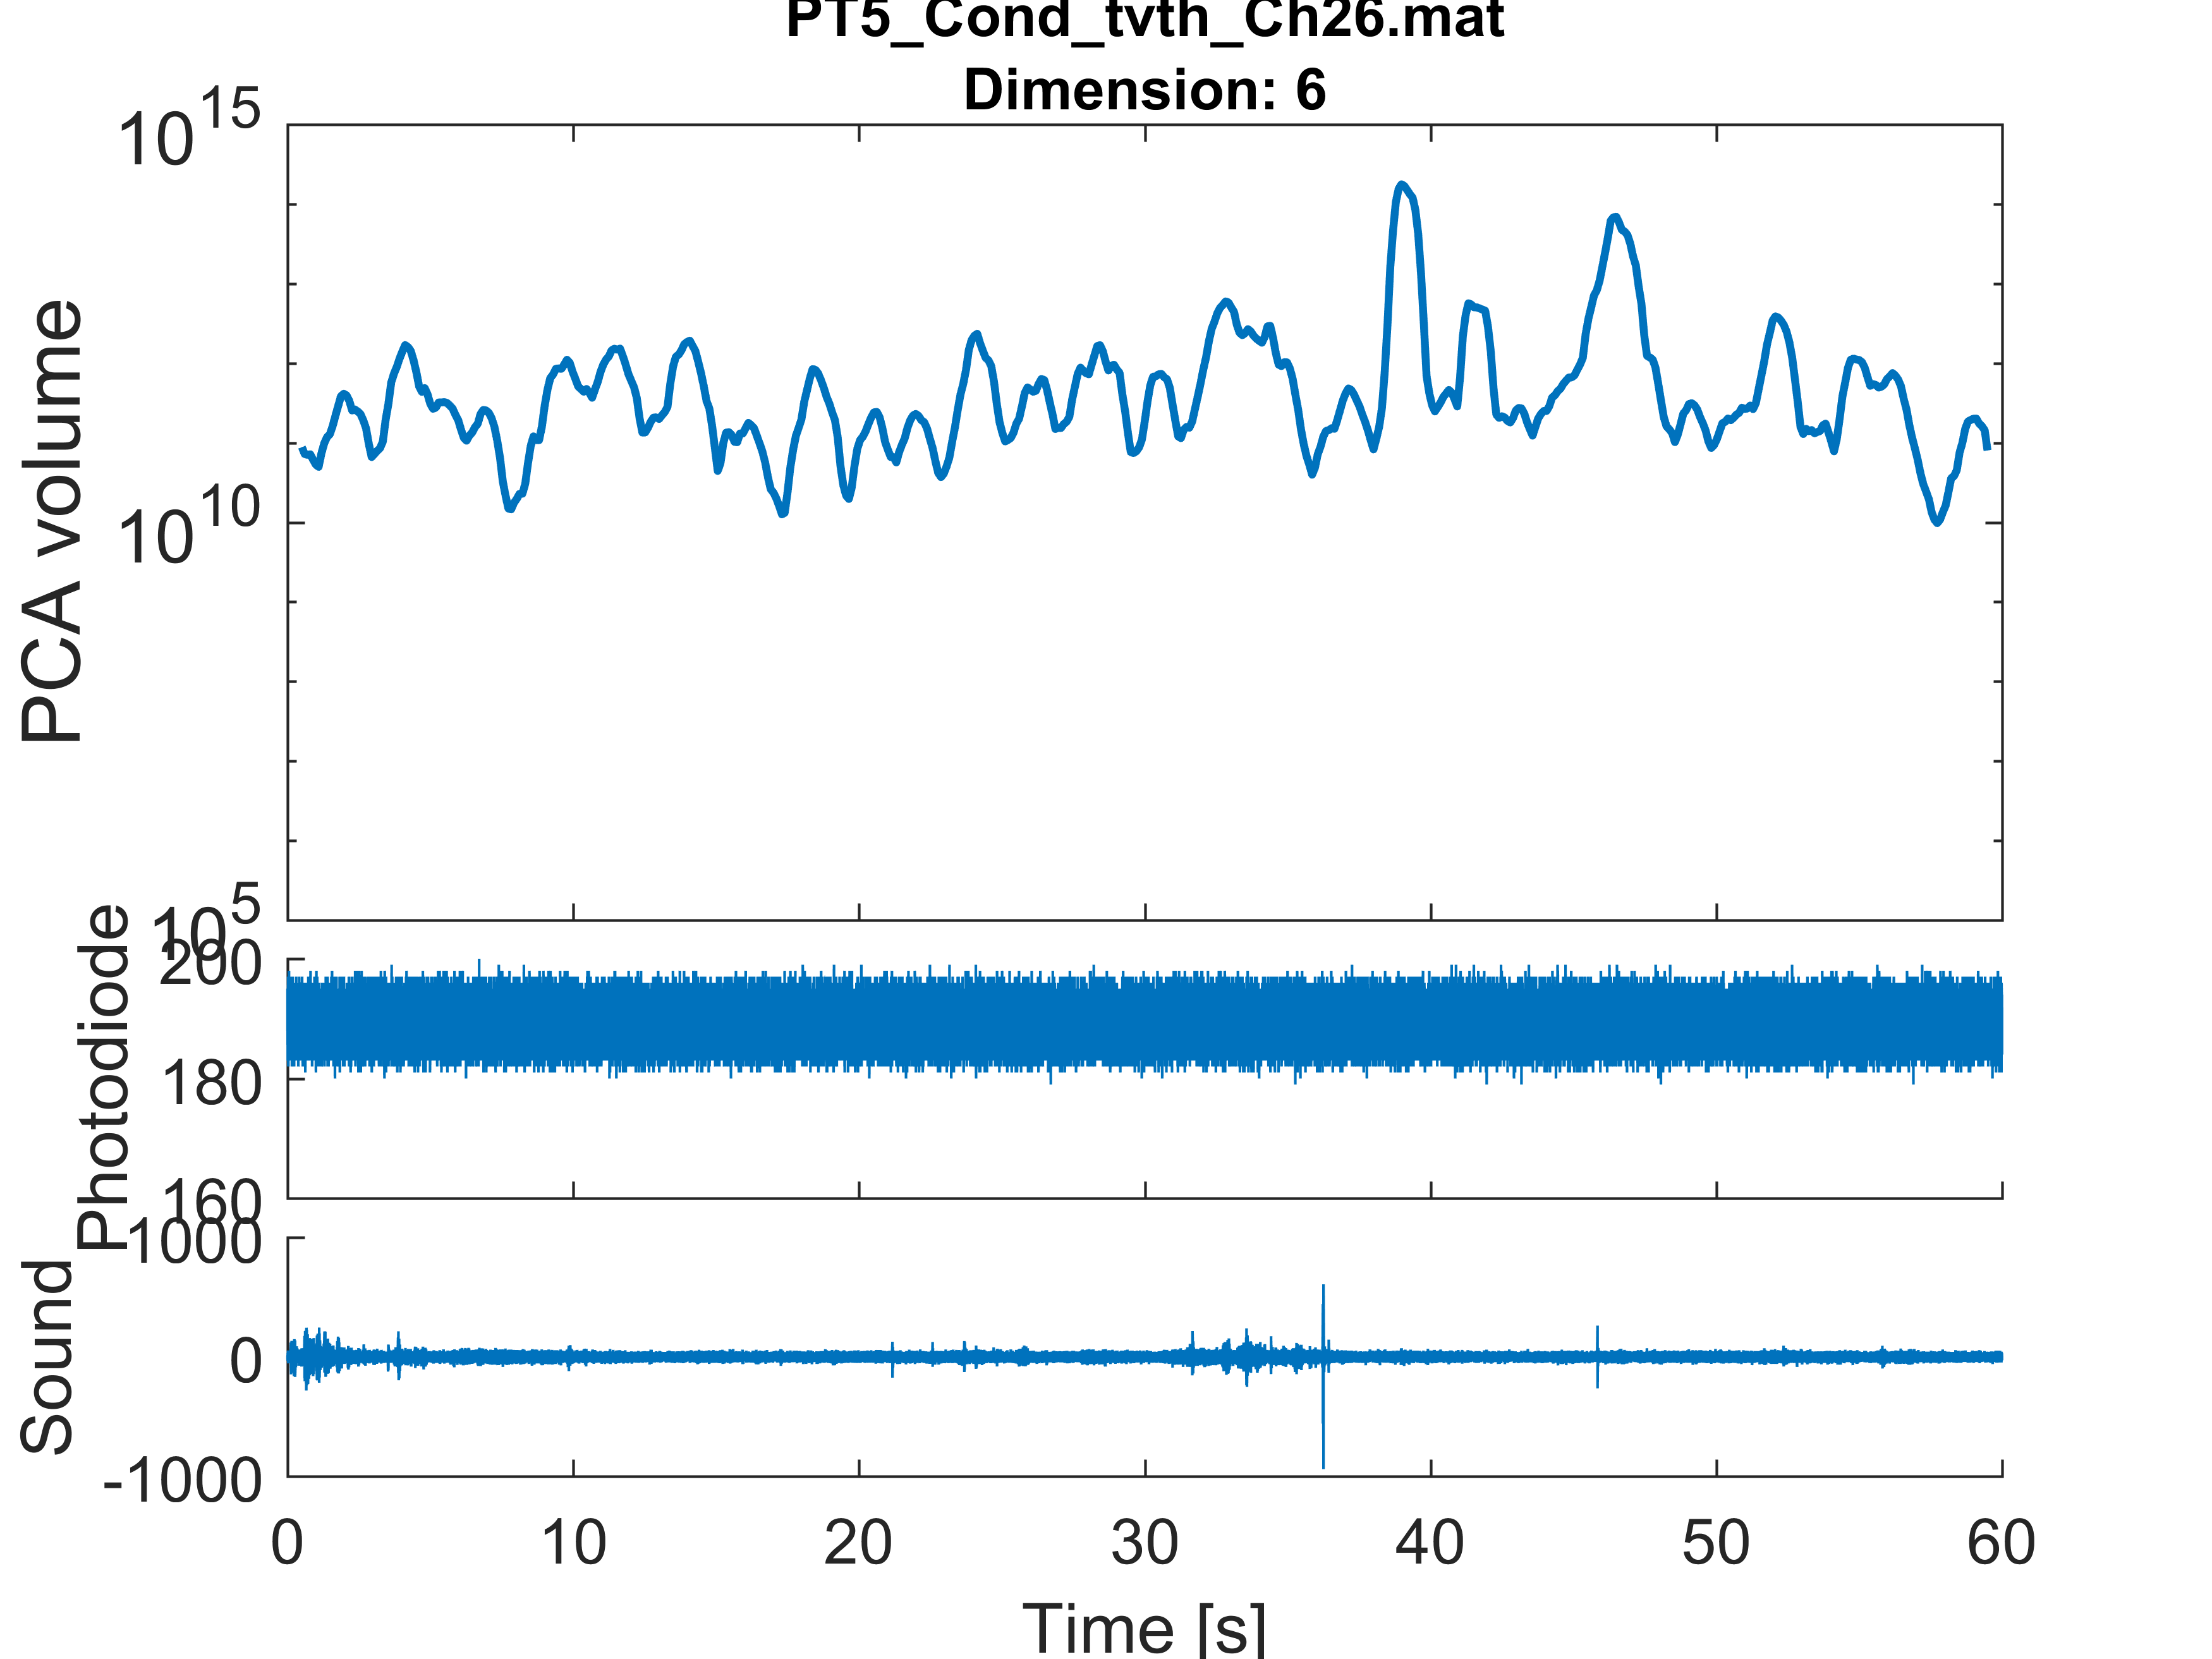 PT5_Cond_tvth_Ch26.mat
Dimension: 6
10^15
10^10
10^5
PCA volume
200
180
160
Photodiode
1000
0
-1000
Sound
0 10 20 30 40 50 60
Time [s]